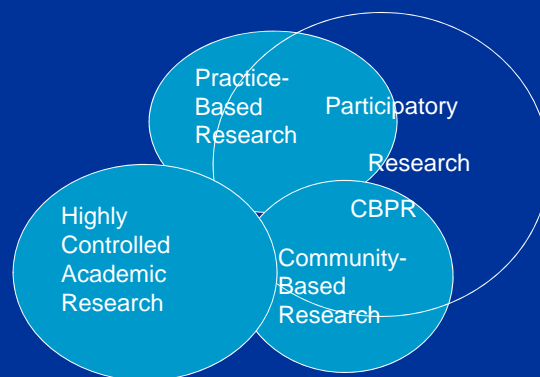 Practice-
Based
Research
Participatory
Research
CBPR
Highly
Controlled
Academic
Research
Community-
Based
Research